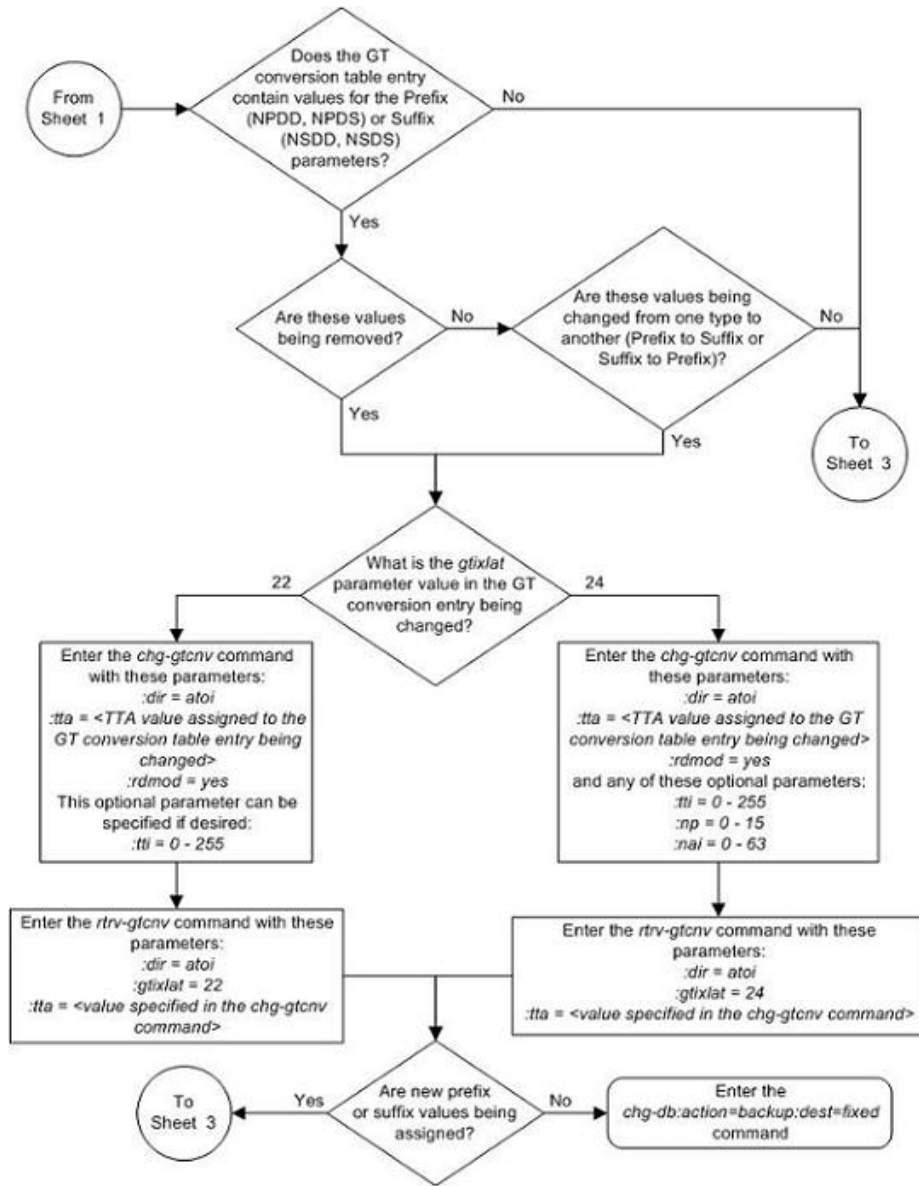 Does the GT
conversion table entry
contain values for the Prefix
(NPDD, NPDS) or Suffix
(NSDD, NSDS)
parameters?
From
Sheet 1
No
Yes
Are these values
being removed?
No
Are these values being
changed from one type to
another (Prefix to Suffix or
Suffix to Prefix)?
No
Yes
Yes
To
Sheet 3
What is the gtixlat
parameter value in the GT
conversion entry being
changed?
22
24
Enter the chg-gtcnv command
with these parameters:
:dir = atoi
:tta = <TTA value assigned to the
GT conversion table entry being
changed>
:rdmod = yes
This optional parameter can be
specified if desired:
:tti = 0 - 255
Enter the chg-gtcnv command with
these parameters:
:dir = atoi
:tta = <TTA value assigned to the GT
conversion table entry being changed>
:rdmod = yes
and any of these optional parameters:
:tti = 0 - 255
:np = 0 - 15
:nai = 0 - 63
Enter the rtrv-gtcnv command with these
parameters:
:dir = atoi
:gtixlat = 22
:tta = <value specified in the chg-gtcnv
command>
Enter the rtrv-gtcnv command with these
parameters:
:dir = atoi
:gtixlat = 24
:tta = <value specified in the chg-gtcnv command>
To
Sheet 3
Yes
Are new prefix
or suffix values being
assigned?
No
Enter the
chg-db:action=backup:dest=fixed
command